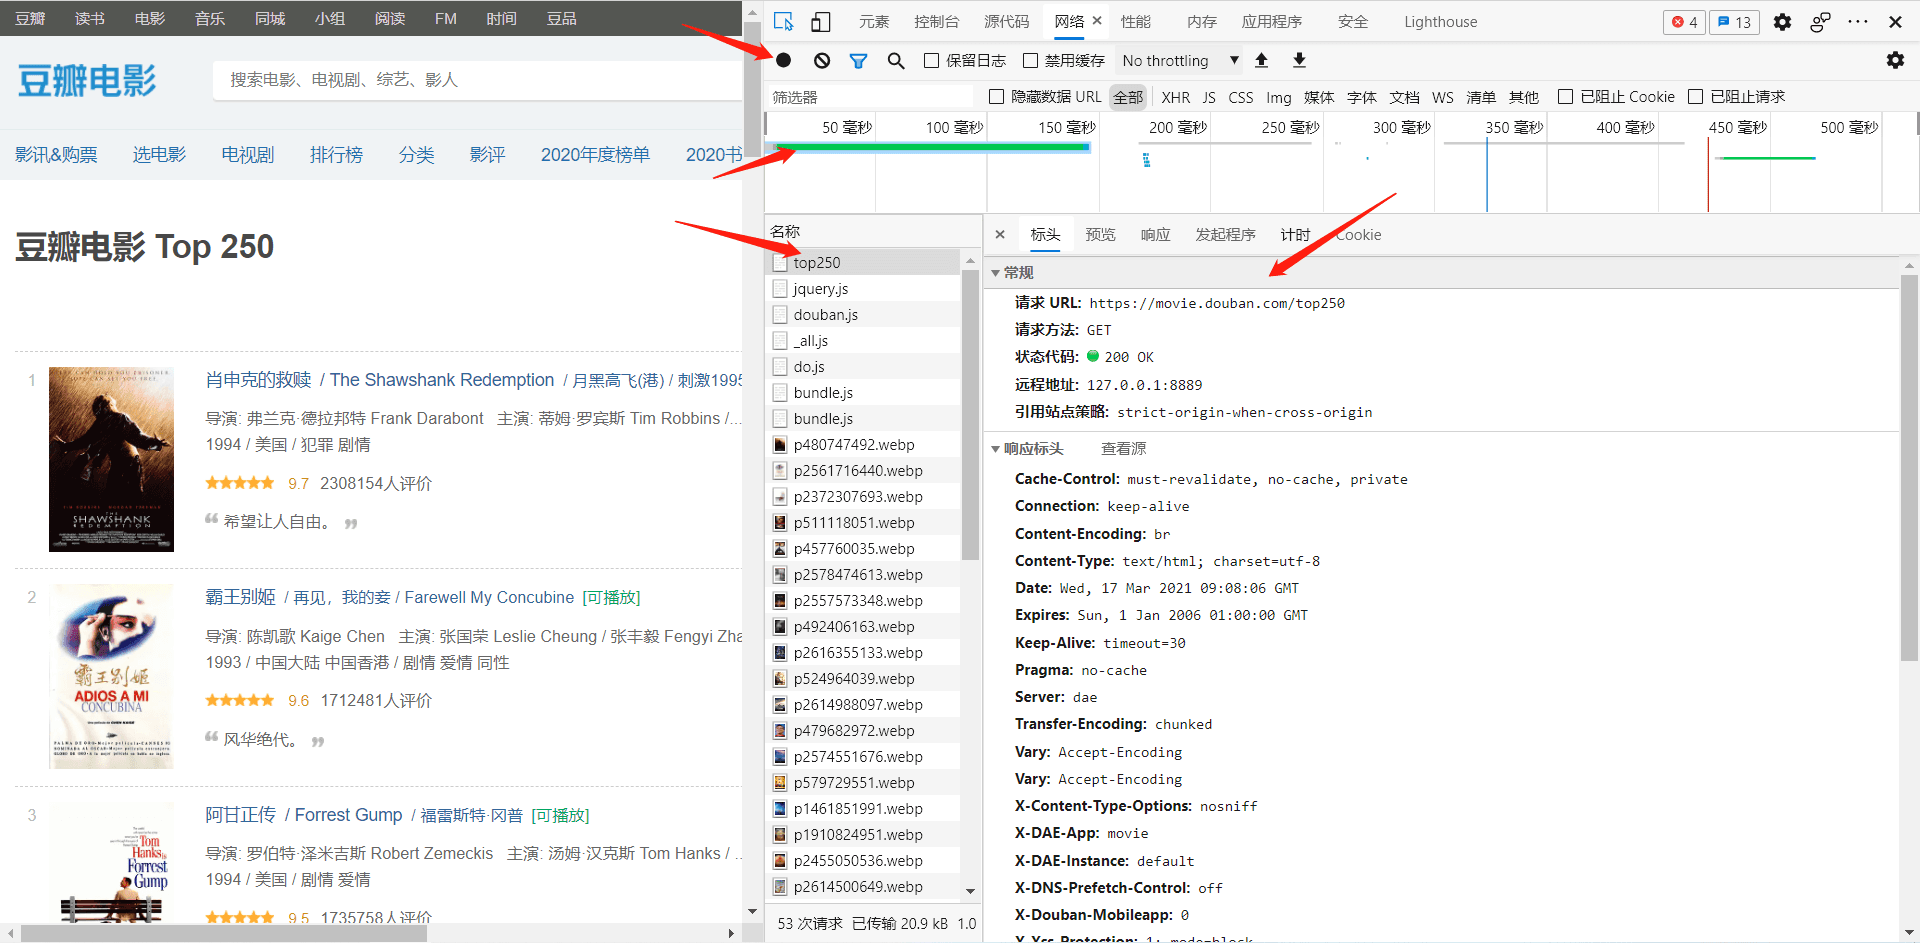 豆瓣 读书 电影 音乐 同城 小组 阅读 FM 时间 豆品
豆瓣电影
搜索电影、电视剧、综艺、影人
影讯&购票 选电影 电视剧 排行榜 分类 影评 2020年度榜单 2020书
豆瓣电影 Top 250
1
肖申克的救赎 / The Shawshank Redemption / 月黑高飞(港) / 刺激1995
导演: 弗兰克·德拉邦特 Frank Darabont 主演: 蒂姆·罗宾斯 Tim Robbins /...
1994 / 美国 / 犯罪 剧情
9.7 2308154人评价
希望让人自由。
THE
SHAWSHANK
REDEMPTION
2
霸王别姬 / 再见，我的妾 / Farewell My Concubine [可播放]
导演: 陈凯歌 Kaige Chen 主演: 张国荣 Leslie Cheung / 张丰毅 Fengyi Zha
1993 / 中国大陆 中国香港 / 剧情 爱情 同性
9.6 1712481人评价
风华绝代。
霸王别姬
ADIOS A MI
CONCUBINA
3
阿甘正传 / Forrest Gump / 福雷斯特·冈普 [可播放]
导演: 罗伯特·泽米吉斯 Robert Zemeckis 主演: 汤姆·汉克斯 Tom Hanks / ...
1994 / 美国 / 剧情 爱情
9.5 1735758人评价
Tom
Hanks is
Forrest
Gump
元素 控制台 源代码 网络 性能 内存 应用程序 安全 Lighthouse 4 13
保留日志 禁用缓存 No throttling
筛选器 隐藏数据 URL 全部 XHR JS CSS Img 媒体 字体 文档 WS 清单 其他 已阻止 Cookie 已阻止请求
50 毫秒 100 毫秒 150 毫秒 200 毫秒 250 毫秒 300 毫秒 350 毫秒 400 毫秒 450 毫秒 500 毫秒
名称
top250
jquery.js
douban.js
_all.js
do.js
bundle.js
bundle.js
p480747492.webp
p2561716440.webp
p2372307693.webp
p511118051.webp
p457760035.webp
p2578474613.webp
p2557573348.webp
p492406163.webp
p2616355133.webp
p524964039.webp
p2614988097.webp
p479682972.webp
p2574551676.webp
p579729551.webp
p1461851991.webp
p1910824951.webp
p2455050536.webp
p2614500649.webp
53 次请求 已传输 20.9 kB 1.0
标头 预览 响应 发起程序 计时 Cookie
常规
请求 URL: https://movie.douban.com/top250
请求方法: GET
状态代码: 200 OK
远程地址: 127.0.0.1:8889
引用站点策略: strict-origin-when-cross-origin
响应标头 查看源
Cache-Control: must-revalidate, no-cache, private
Connection: keep-alive
Content-Encoding: br
Content-Type: text/html; charset=utf-8
Date: Wed, 17 Mar 2021 09:08:06 GMT
Expires: Sun, 1 Jan 2006 01:00:00 GMT
Keep-Alive: timeout=30
Pragma: no-cache
Server: dae
Transfer-Encoding: chunked
Vary: Accept-Encoding
Vary: Accept-Encoding
X-Content-Type-Options: nosniff
X-DAE-App: movie
X-DAE-Instance: default
X-DNS-Prefetch-Control: off
X-Douban-Mobileapp: 0
X-Xss-Protection: 1; mode=block